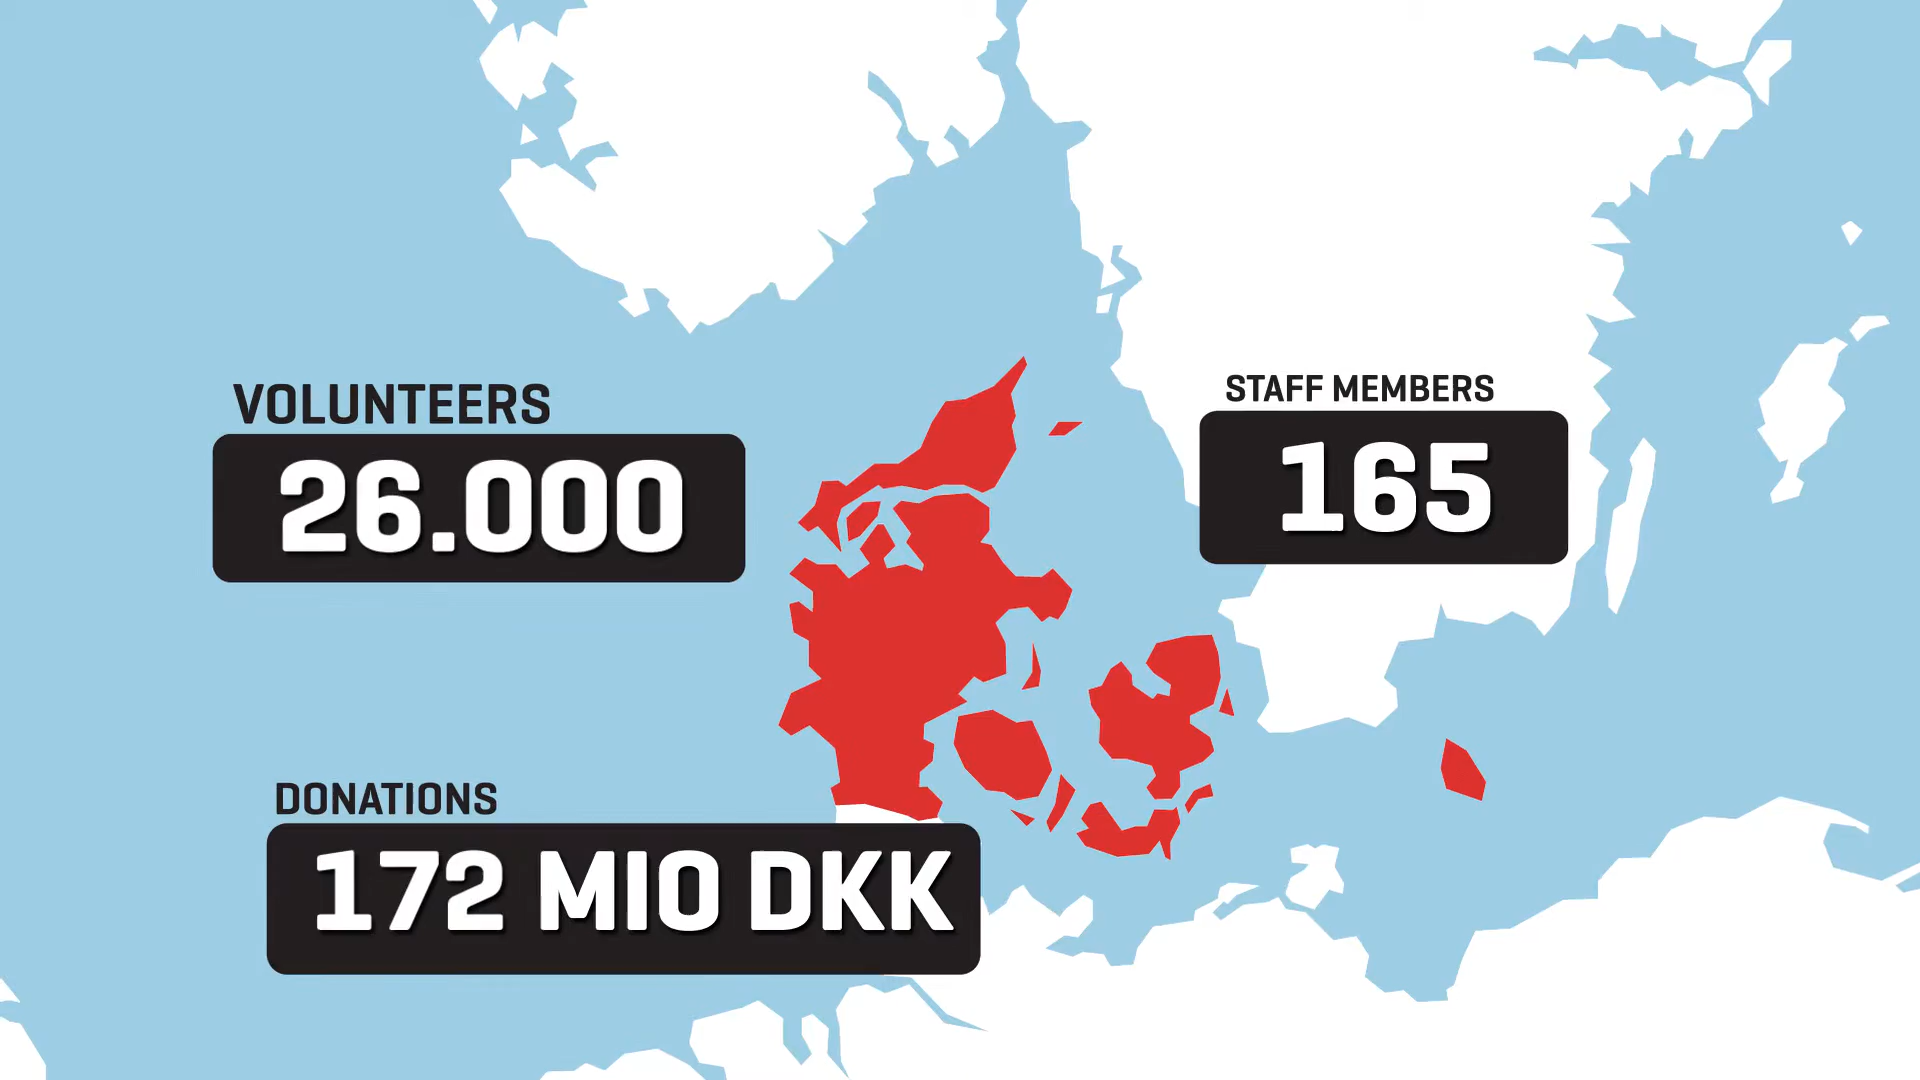 VOLUNTEERS
26.000
STAFF MEMBERS
165
DONATIONS
172 MIO DKK